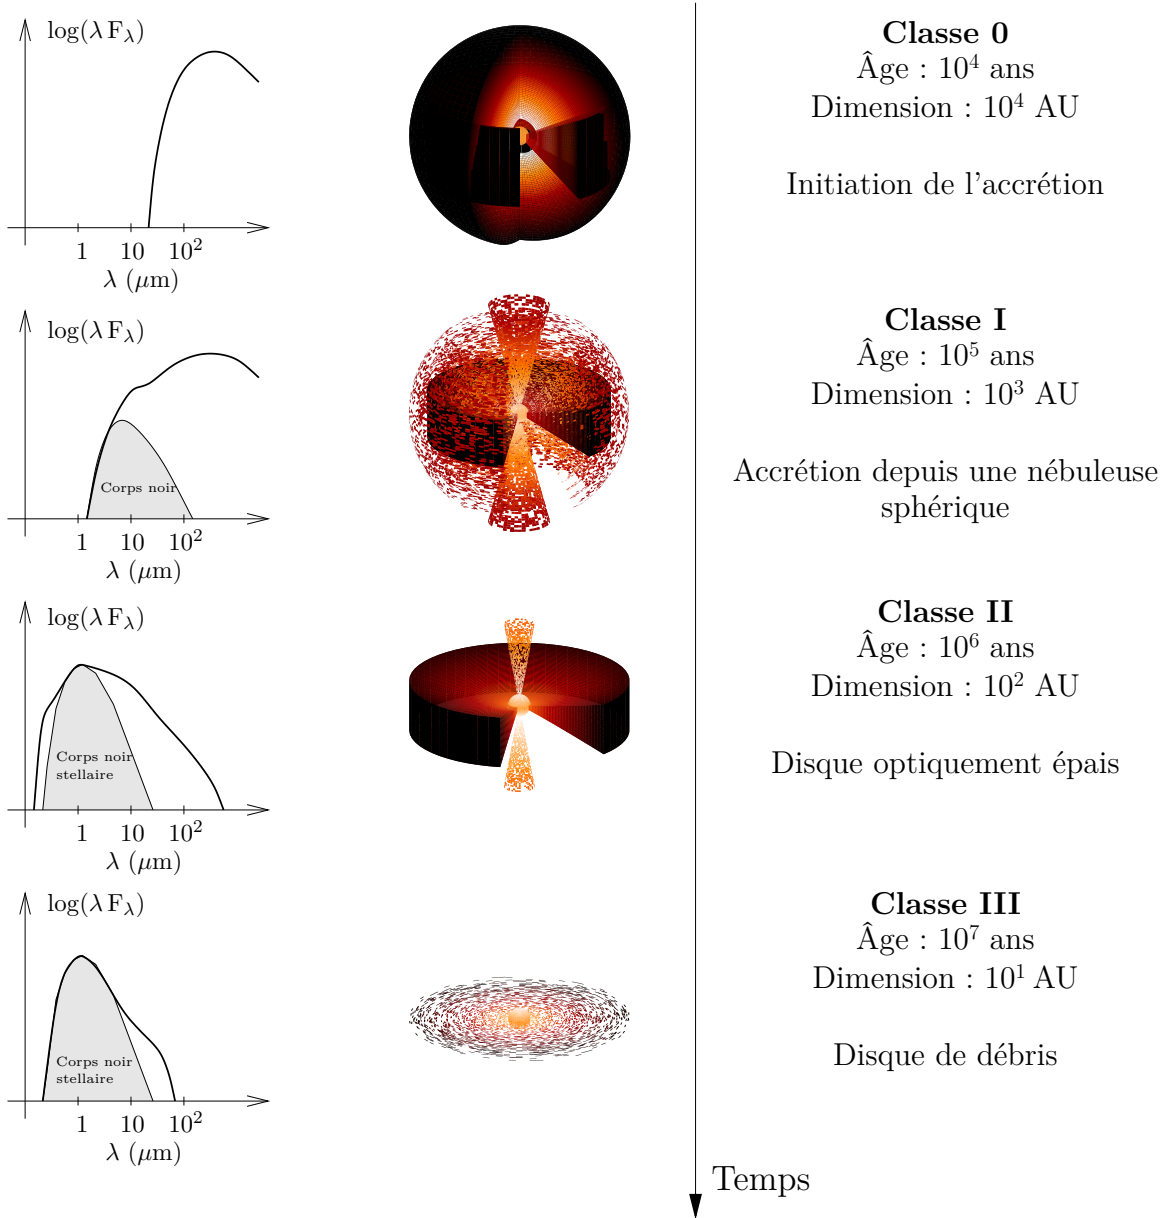 log(λ F_λ)
1 10 10²
λ (μm)
Classe 0
Âge : 10⁴ ans
Dimension : 10⁴ AU
Initiation de l'accrétion
log(λ F_λ)
Corps noir
1 10 10²
λ (μm)
Classe I
Âge : 10⁵ ans
Dimension : 10³ AU
Accrétion depuis une nébuleuse
sphérique
log(λ F_λ)
Corps noir
stellaire
1 10 10²
λ (μm)
Classe II
Âge : 10⁶ ans
Dimension : 10² AU
Disque optiquement épais
log(λ F_λ)
Corps noir
stellaire
1 10 10²
λ (μm)
Classe III
Âge : 10⁷ ans
Dimension : 10¹ AU
Disque de débris
Temps